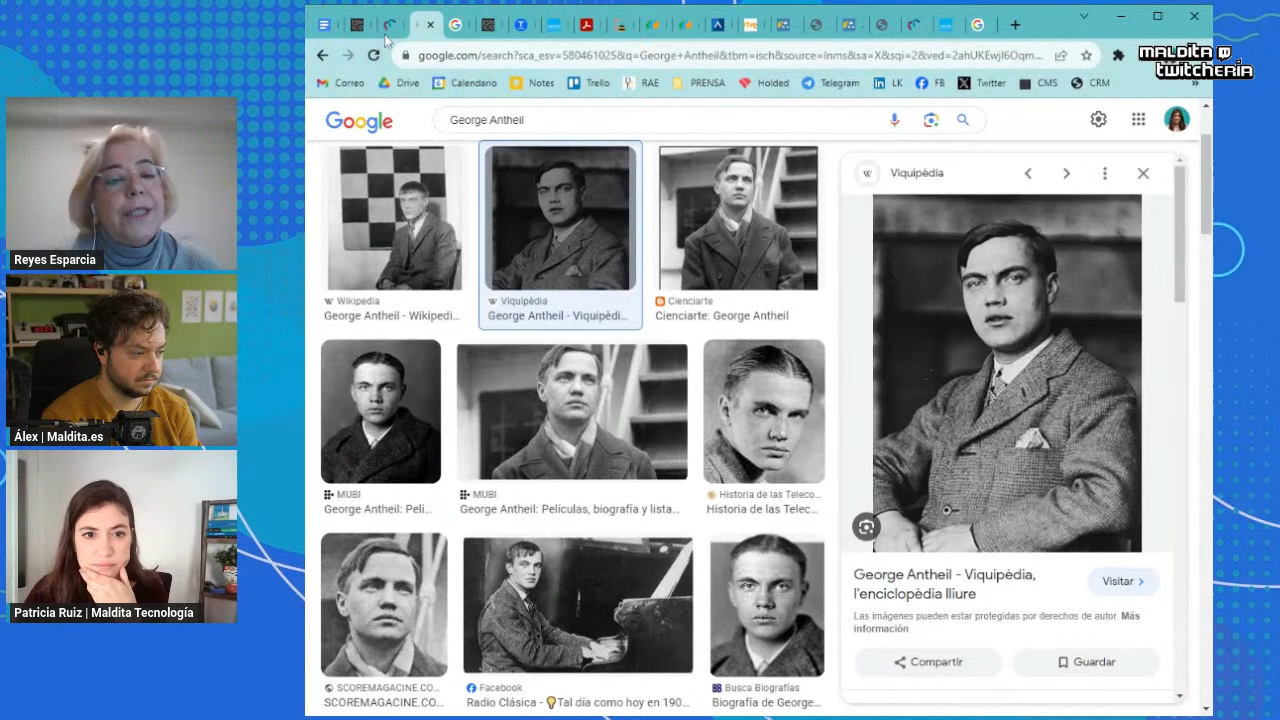 google.com/search?sca_esv=580461025&q=George+Antheil&tbm=isch&source=lnms&sa=X&sqi=2&ved=2ahUKEwjl6Oqm...
MALDITA
TWITCHERÍA
Correo
Drive
Calendario
Notes
Trello
RAE
PRENSA
Holded
Telegram
LK
FB
Twitter
CMS
CRM
»
Google
George Antheil
Viquipèdia
Wikipedia
George Antheil - Wikipedi...
Viquipèdia
George Antheil - Viquipèdi...
Cienciarte
Cienciarte: George Antheil
MUBI
George Antheil: Pelí...
MUBI
George Antheil: Películas, biografía y lista...
Historia de las Teleco...
Historia de las Telec...
SCOREMAGACINE.CO...
SCOREMAGACINE.CO...
Facebook
Radio Clásica - 💡Tal día como hoy en 190...
Busca Biografías
Biografía de George...
George Antheil - Viquipèdia,
l'enciclopèdia lliure
Visitar
Las imágenes pueden estar protegidas por derechos de autor. Más
información
Compartir
Guardar
Reyes Esparcia
Álex | Maldita.es
Patricia Ruiz | Maldita Tecnología